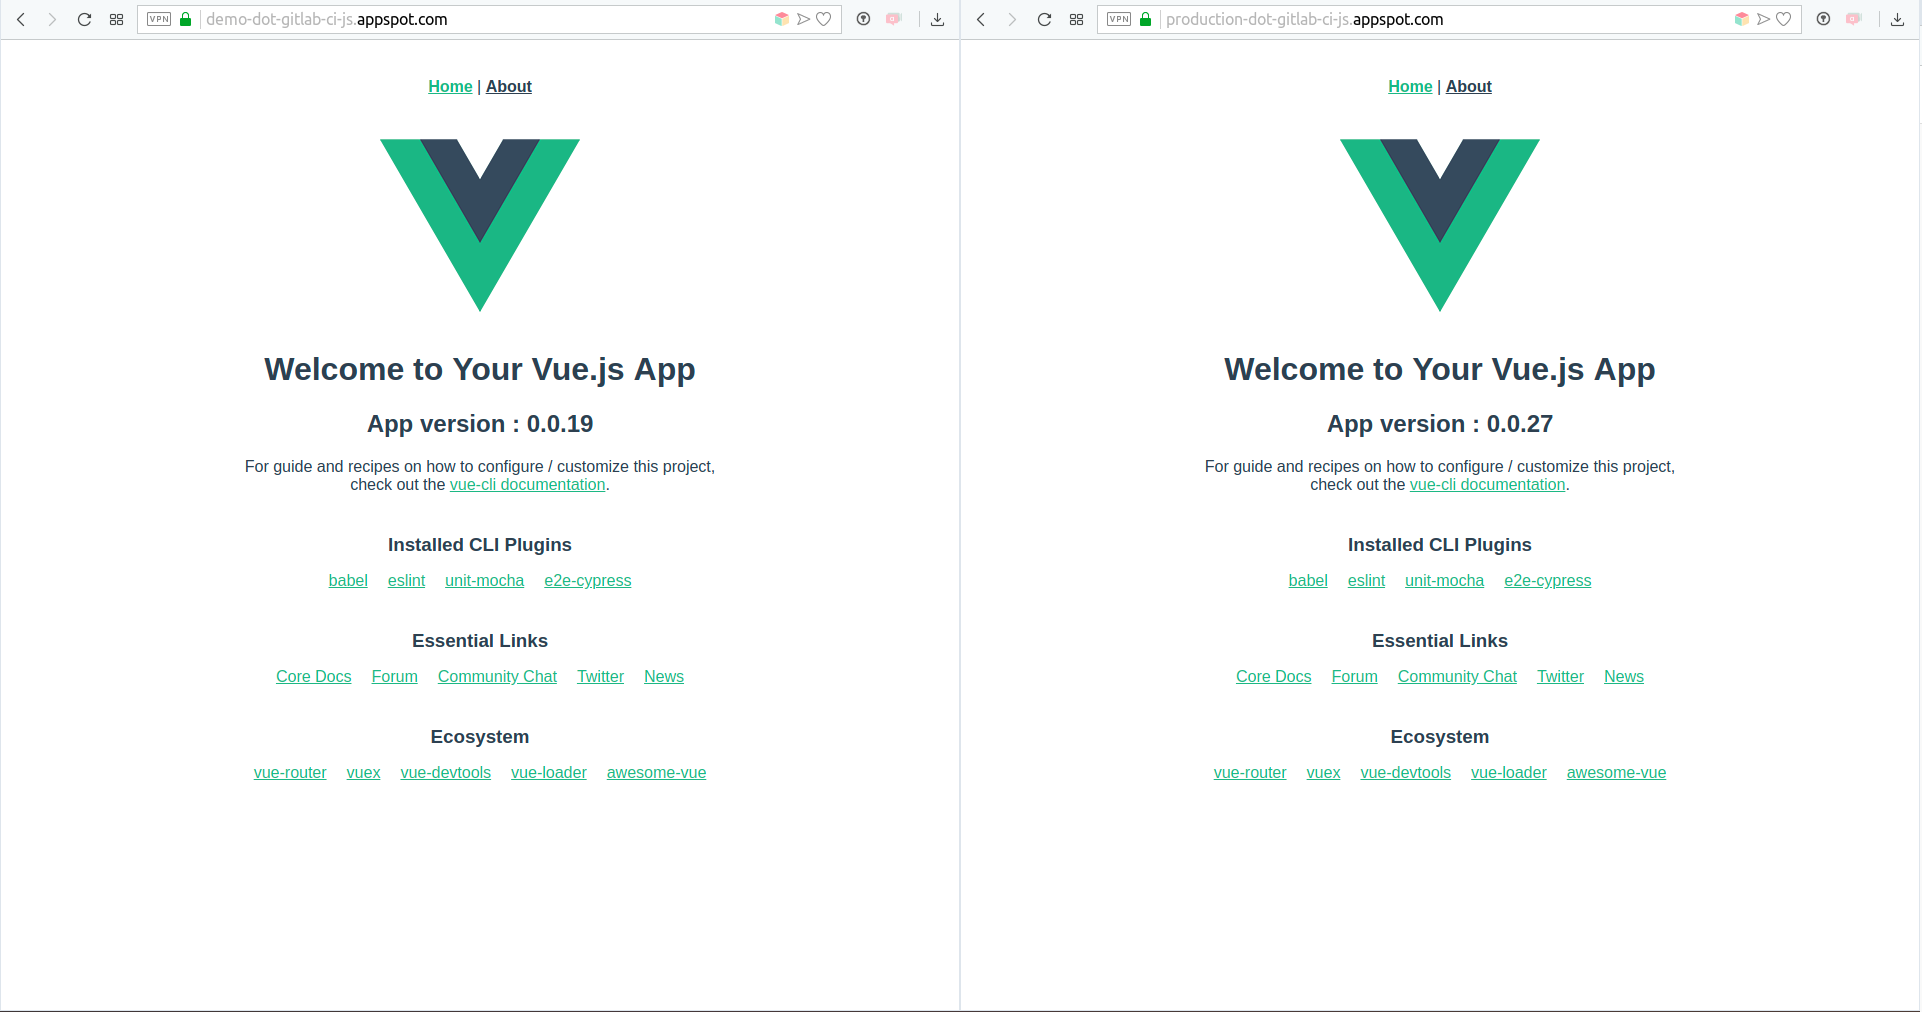 VPN demo-dot-gitlab-ci-js.appspot.com
Home | About
Welcome to Your Vue.js App
App version : 0.0.19
For guide and recipes on how to configure / customize this project,
check out the vue-cli documentation.
Installed CLI Plugins
babel eslint unit-mocha e2e-cypress
Essential Links
Core Docs Forum Community Chat Twitter News
Ecosystem
vue-router vuex vue-devtools vue-loader awesome-vue
VPN production-dot-gitlab-ci-js.appspot.com
Home | About
Welcome to Your Vue.js App
App version : 0.0.27
For guide and recipes on how to configure / customize this project,
check out the vue-cli documentation.
Installed CLI Plugins
babel eslint unit-mocha e2e-cypress
Essential Links
Core Docs Forum Community Chat Twitter News
Ecosystem
vue-router vuex vue-devtools vue-loader awesome-vue